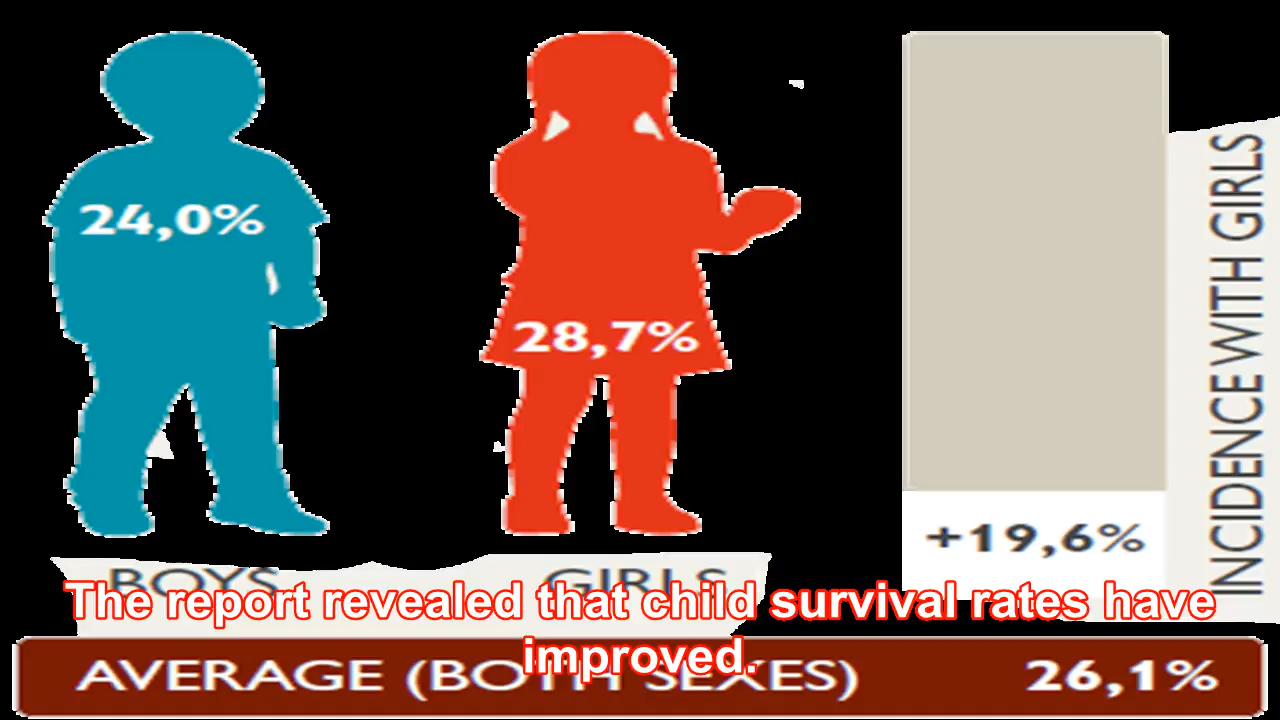 24,0%
28,7%
+19,6%
INCIDENCE WITH GIRLS
BOYS
GIRLS
The report revealed that child survival rates have
improved.
AVERAGE (BOTH SEXES)
26,1%